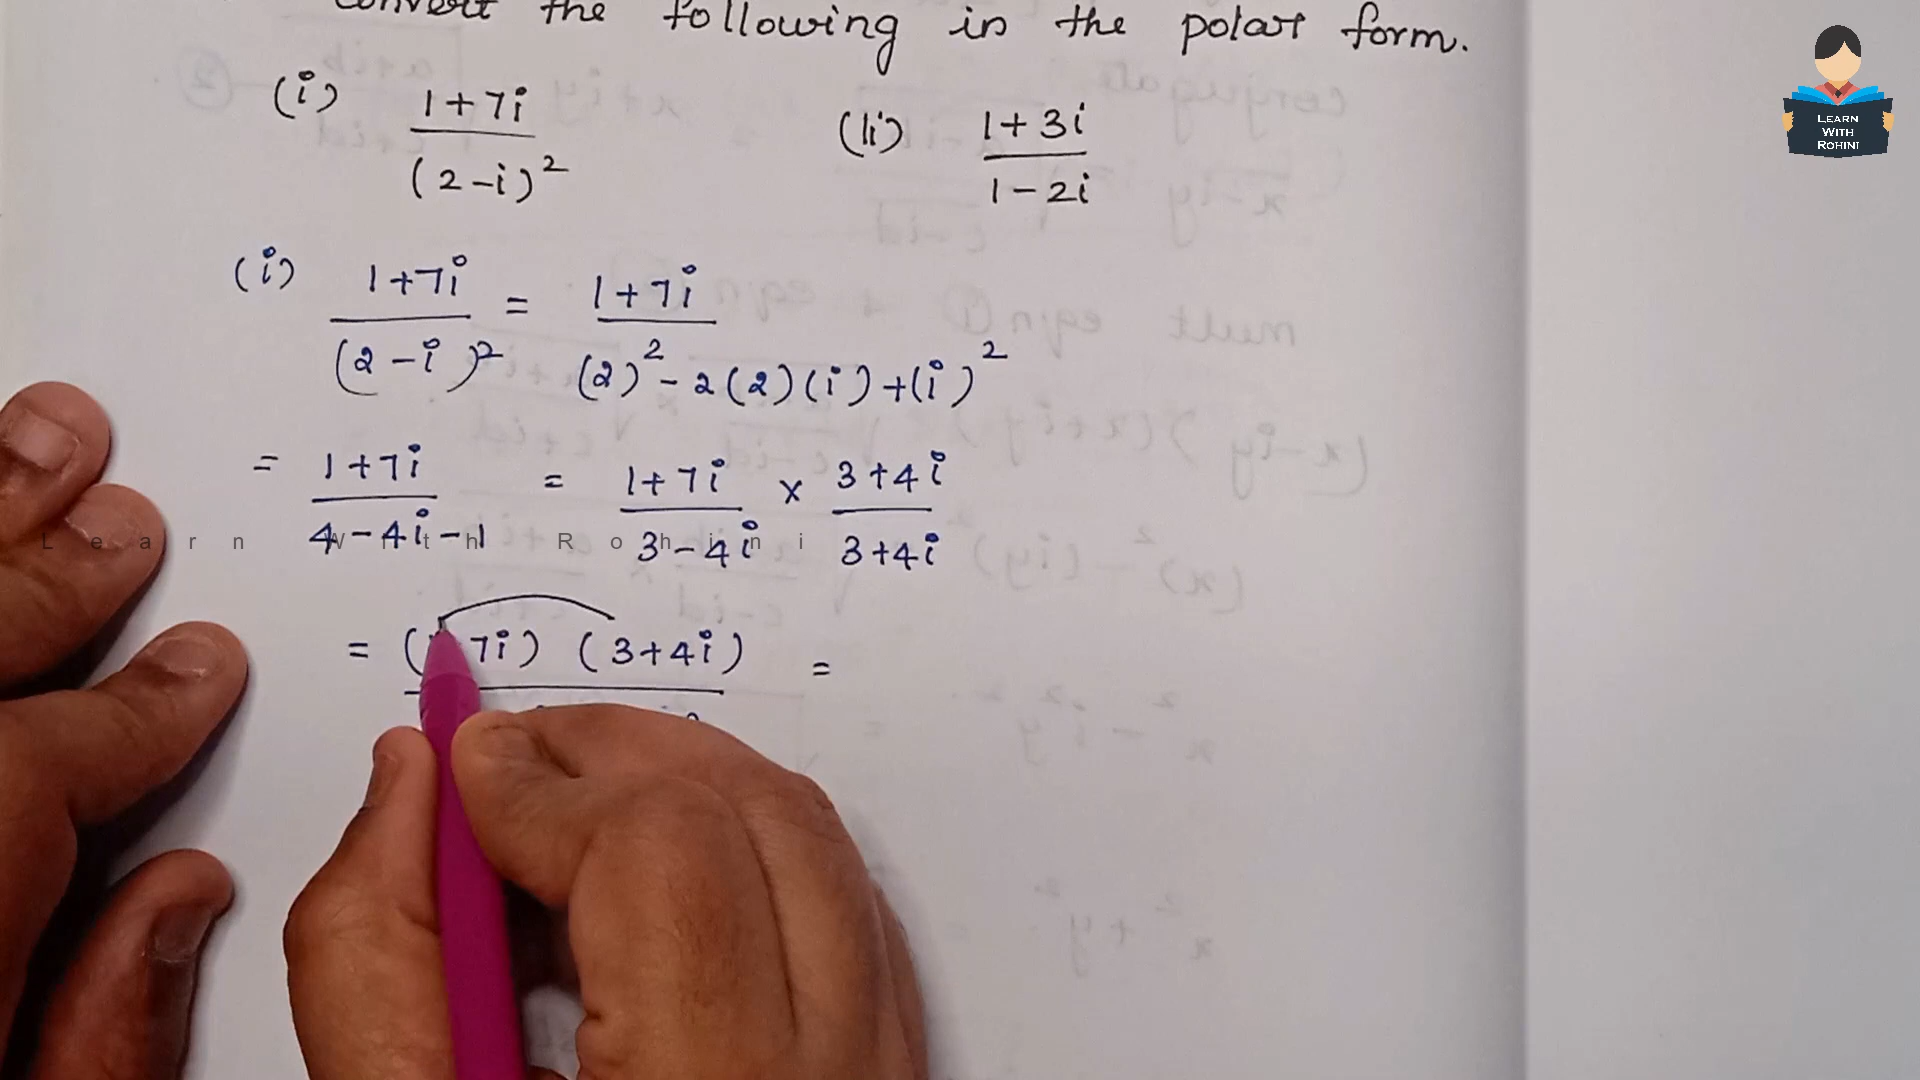 convert the following in the polar form.
(i) 1+7i / (2-i)² (ii) 1+3i / 1-2i
(i) 1+7i / (2-i)² = 1+7i / (2)² - 2(2)(i) + (i)²
= 1+7i / 4-4i-1 = 1+7i / 3-4i × 3+4i / 3+4i
= ( 7i) (3+4i) =
Learn With Rohini
LEARN
WITH
ROHINI